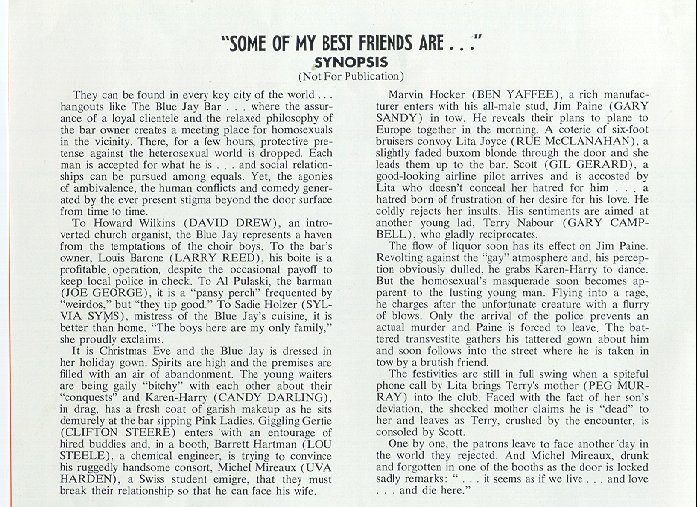 "SOME OF MY BEST FRIENDS ARE . . ."
SYNOPSIS
(Not For Publication)
They can be found in every key city of the world . . .
hangouts like The Blue Jay Bar . . . where the assur-
ance of a loyal clientele and the relaxed philosophy of
the bar owner creates a meeting place for homosexuals
in the vicinity. There, for a few hours, protective pre-
tense against the heterosexual world is dropped. Each
man is accepted for what he is . . . and social relation-
ships can be pursued among equals. Yet, the agonies
of ambivalence, the human conflicts and comedy gener-
ated by the ever present stigma beyond the door surface
from time to time.
To Howard Wilkins (DAVID DREW), an intro-
verted church organist, the Blue Jay represents a haven
from the temptations of the choir boys. To the bar's
owner, Louis Barone (LARRY REED), his boite is a
profitable operation, despite the occasional payoff to
keep local police in check. To Al Pulaski, the barman
(JOE GEORGE), it is a "pansy perch" frequented by
"weirdos," but "they tip good." To Sadie Holzer (SYL-
VIA SYMS), mistress of the Blue Jay's cuisine, it is
better than home. "The boys here are my only family,"
she proudly exclaims.
It is Christmas Eve and the Blue Jay is dressed in
her holiday gown. Spirits are high and the premises are
filled with an air of abandonment. The young waiters
are being gaily "bitchy" with each other about their
"conquests" and Karen-Harry (CANDY DARLING),
in drag, has a fresh coat of garish makeup as he sits
demurely at the bar sipping Pink Ladies. Giggling Gertie
(CLIFTON STEERE) enters with an entourage of
hired buddies and, in a booth, Barrett Hartman (LOU
STEELE), a chemical engineer, is trying to convince
his ruggedly handsome consort, Michel Mireaux (UVA
HARDEN), a Swiss student emigre, that they must
break their relationship so that he can face his wife.
Marvin Hocker (BEN YAFFEE), a rich manufac-
turer enters with his all-male stud, Jim Paine (GARY
SANDY) in tow. He reveals their plans to plane to
Europe together in the morning. A coterie of six-foot
bruisers convoy Lita Joyce (RUE McCLANAHAN), a
slightly faded buxom blonde through the door and she
leads them up to the bar. Scott (GIL GERARD), a
good-looking airline pilot arrives and is accosted by
Lita who doesn't conceal her hatred for him . . . a
hatred born of frustration of her desire for his love. He
coldly rejects her insults. His sentiments are aimed at
another young lad, Terry Nabour (GARY CAMP-
BELL), who gladly reciprocates.
The flow of liquor soon has its effect on Jim Paine.
Revolting against the "gay" atmosphere and, his percep-
tion obviously dulled, he grabs Karen-Harry to dance.
But the homosexual's masquerade soon becomes ap-
parent to the lusting young man. Flying into a rage,
he charges after the unfortunate creature with a flurry
of blows. Only the arrival of the police prevents an
actual murder and Paine is forced to leave. The bat-
tered transvestite gathers his tattered gown about him
and soon follows into the street where he is taken in
tow by a brutish friend.
The festivities are still in full swing when a spiteful
phone call by Lita brings Terry's mother (PEG MUR-
RAY) into the club. Faced with the fact of her son's
deviation, the shocked mother claims he is "dead" to
her and leaves as Terry, crushed by the encounter, is
consoled by Scott.
One by one, the patrons leave to face another day in
the world they rejected. And Michel Mireaux, drunk
and forgotten in one of the booths as the door is locked
sadly remarks: " . . . it seems as if we live . . . and love
. . . and die here."